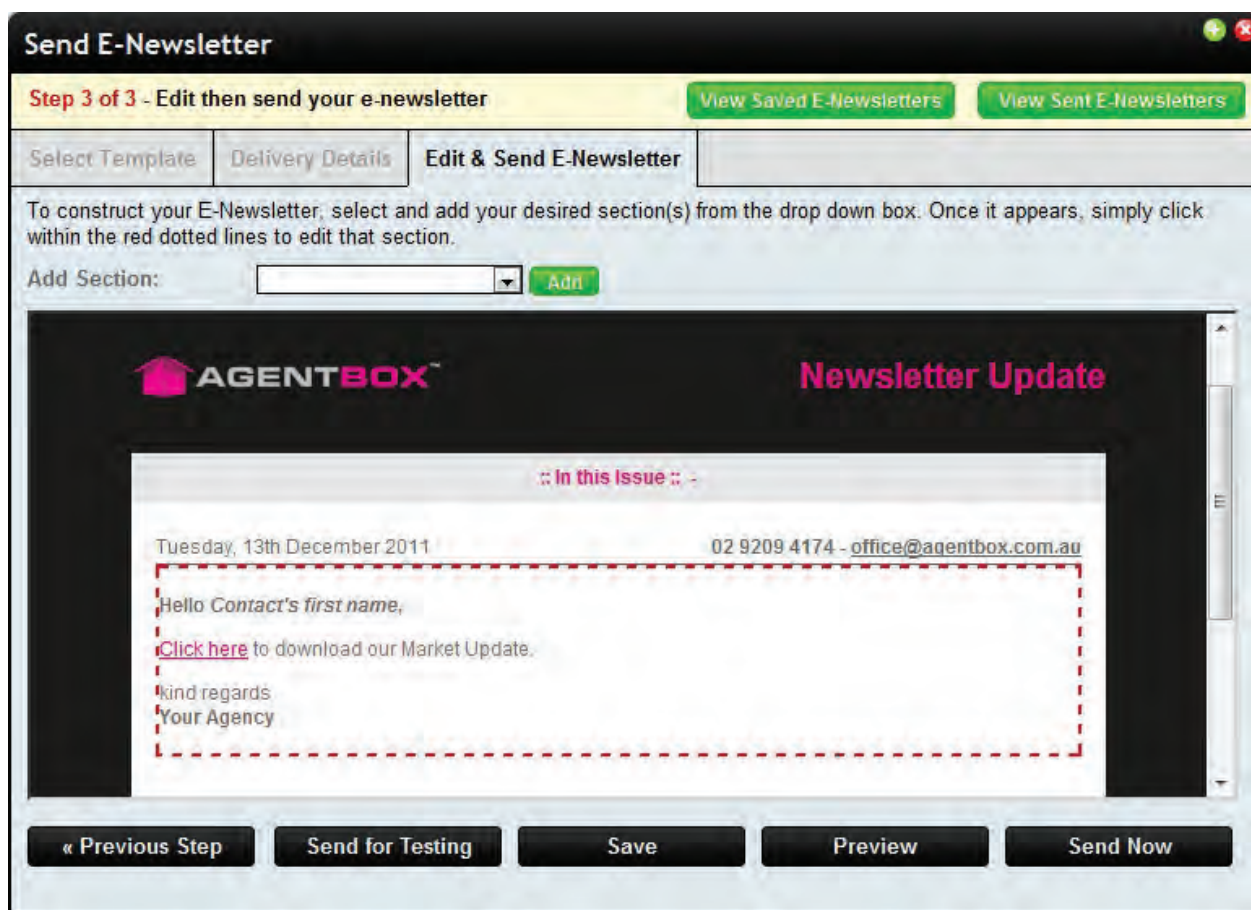 Send E-Newsletter
Step 3 of 3 - Edit then send your e-newsletter
View Saved E-Newsletters
View Sent E-Newsletters
Select Template
Delivery Details
Edit & Send E-Newsletter
To construct your E-Newsletter, select and add your desired section(s) from the drop down box. Once it appears, simply click
within the red dotted lines to edit that section.
Add Section:
Add
AGENTBOX™
Newsletter Update
:: In this Issue :: -
Tuesday, 13th December 2011
02 9209 4174 - office@agentbox.com.au
Hello Contact's first name,
Click here to download our Market Update.
kind regards
Your Agency
« Previous Step
Send for Testing
Save
Preview
Send Now